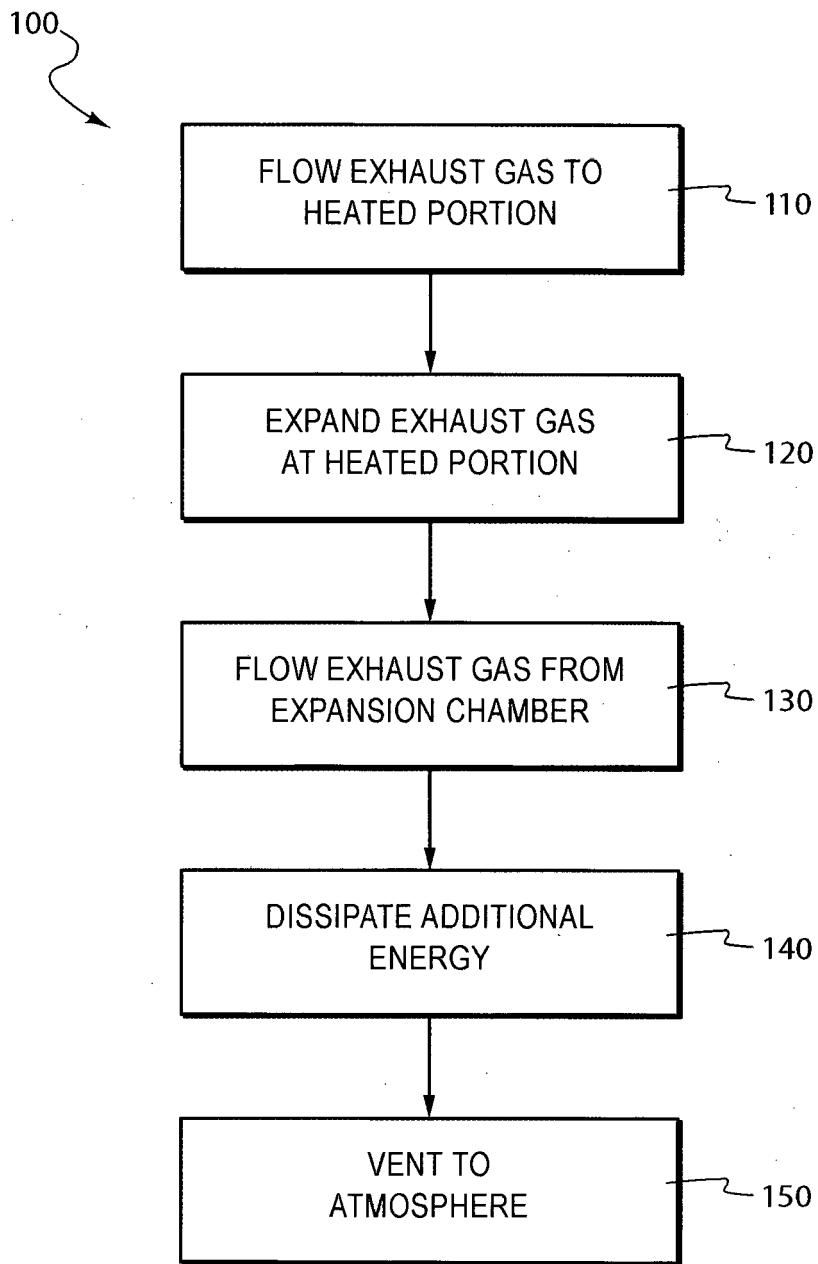 100
FLOW EXHAUST GAS TO
HEATED PORTION
110
EXPAND EXHAUST GAS
AT HEATED PORTION
120
FLOW EXHAUST GAS FROM
EXPANSION CHAMBER
130
DISSIPATE ADDITIONAL
ENERGY
140
VENT TO
ATMOSPHERE
150